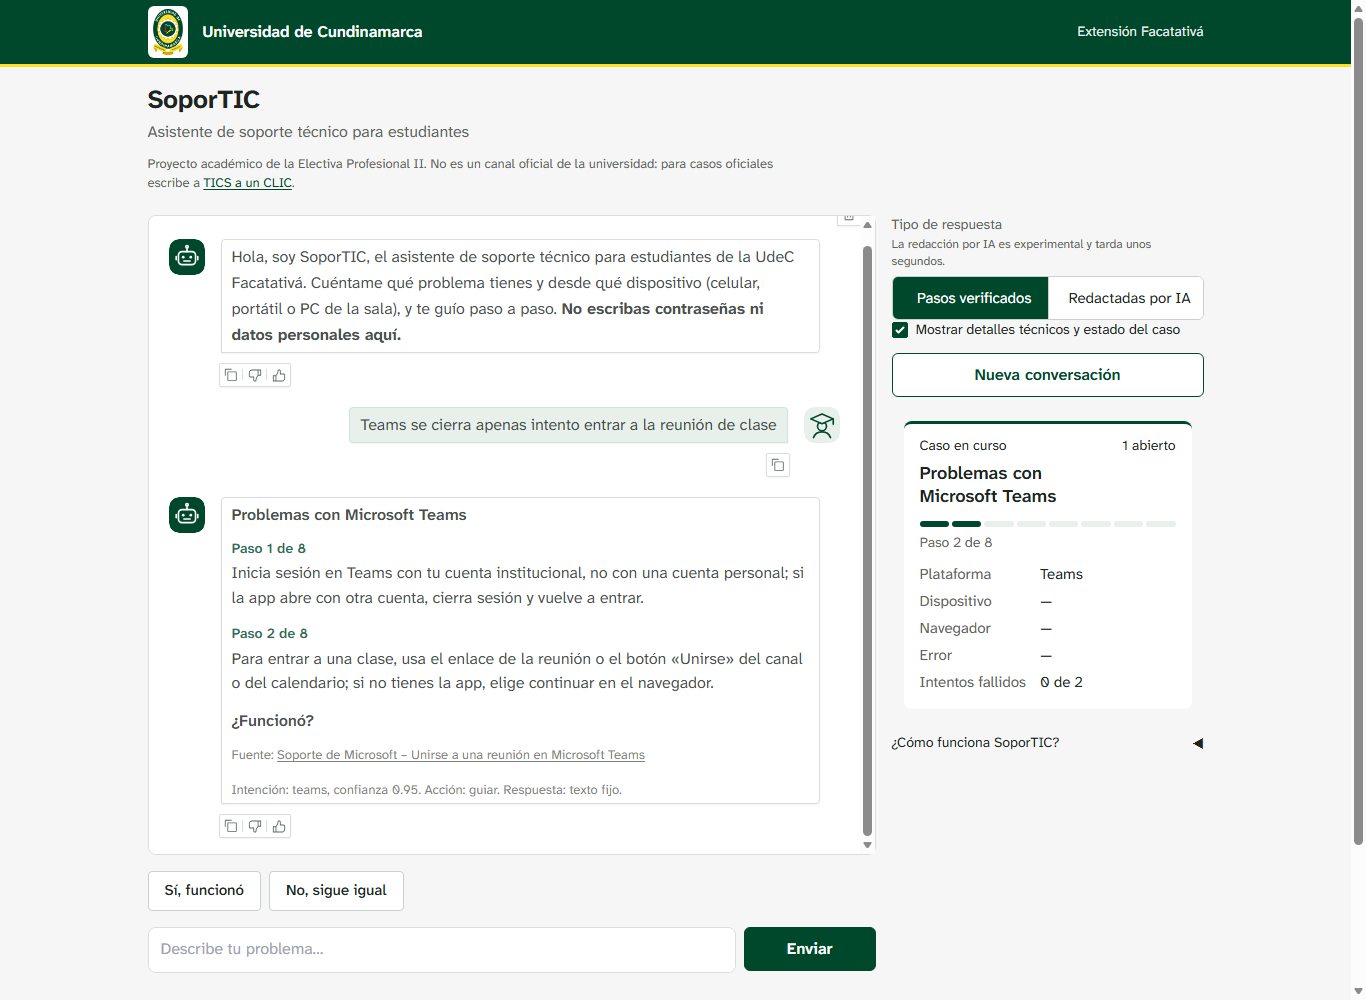 Universidad de Cundinamarca
Extensión Facatativá
SoporTIC
Asistente de soporte técnico para estudiantes
Proyecto académico de la Electiva Profesional II. No es un canal oficial de la universidad: para casos oficiales
escribe a TICS a un CLIC.
Hola, soy SoporTIC, el asistente de soporte técnico para estudiantes de la UdeC
Facatativá. Cuéntame qué problema tienes y desde qué dispositivo (celular,
portátil o PC de la sala), y te guío paso a paso. No escribas contraseñas ni
datos personales aquí.
Teams se cierra apenas intento entrar a la reunión de clase
Problemas con Microsoft Teams
Paso 1 de 8
Inicia sesión en Teams con tu cuenta institucional, no con una cuenta personal; si
la app abre con otra cuenta, cierra sesión y vuelve a entrar.
Paso 2 de 8
Para entrar a una clase, usa el enlace de la reunión o el botón «Unirse» del canal
o del calendario; si no tienes la app, elige continuar en el navegador.
¿Funcionó?
Fuente: Soporte de Microsoft – Unirse a una reunión en Microsoft Teams
Intención: teams, confianza 0.95. Acción: guiar. Respuesta: texto fijo.
Sí, funcionó
No, sigue igual
Describe tu problema...
Enviar
Tipo de respuesta
La redacción por IA es experimental y tarda unos
segundos.
Pasos verificados
Redactadas por IA
Mostrar detalles técnicos y estado del caso
Nueva conversación
Caso en curso
1 abierto
Problemas con
Microsoft Teams
Paso 2 de 8
Plataforma Teams
Dispositivo —
Navegador —
Error —
Intentos fallidos 0 de 2
¿Cómo funciona SoporTIC?